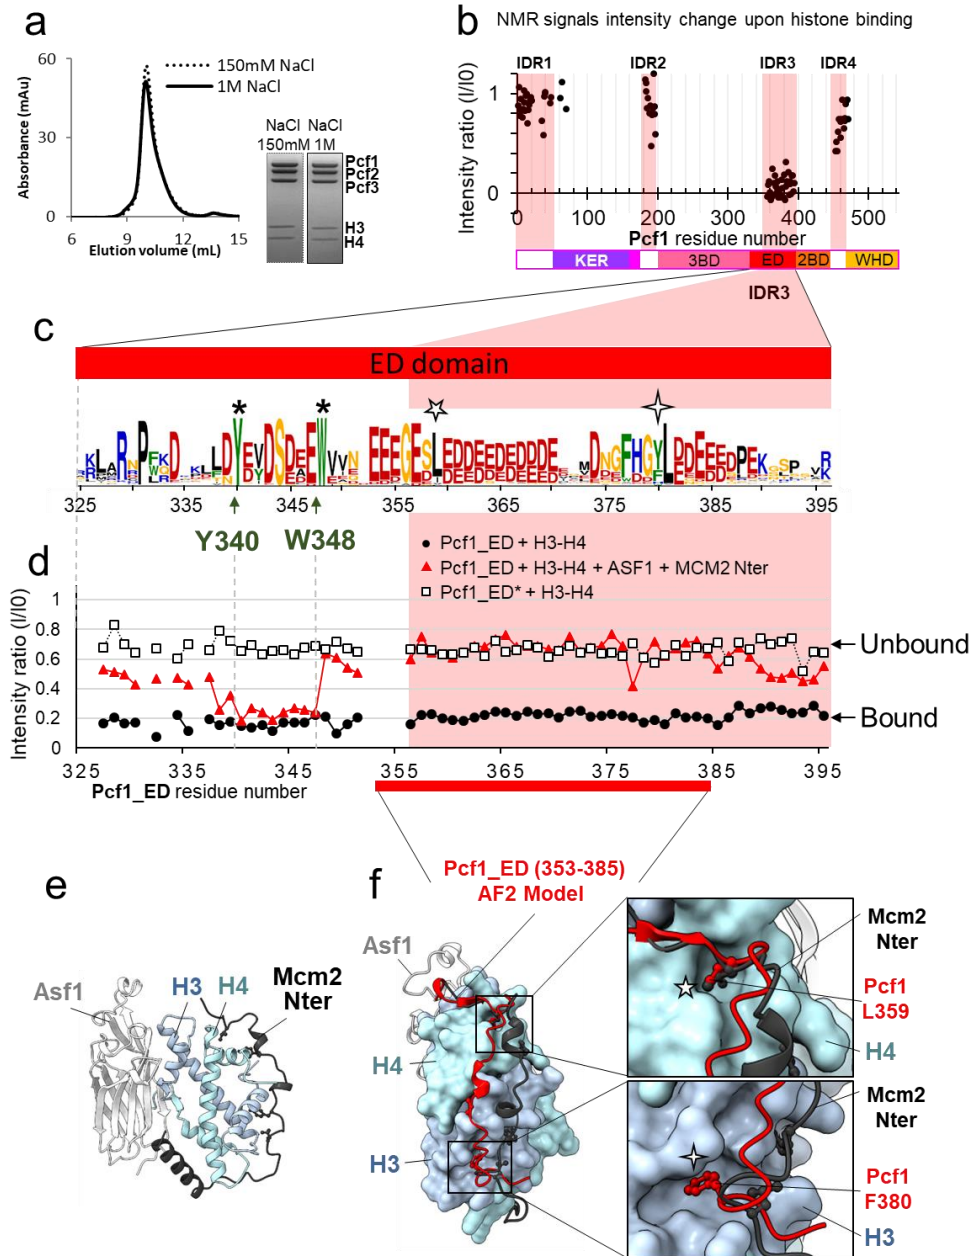 a
60
30
0
Absorbance (mAu)
150mM NaCl
1M NaCl
6 9 12 15
Elution volume (mL)
NaCl NaCl
150mM 1M
Pcf1
Pcf2
Pcf3
H3
H4
b
NMR signals intensity change upon histone binding
IDR1 IDR2 IDR3 IDR4
Intensity ratio (I/I0)
1
0
0 100 200 300 400 500
Pcf1 residue number
KER 3BD ED 2BD WHD
IDR3
c
ED domain
* *
325 335 345 355 365 375 385 395
Y340 W348
d
Pcf1_ED + H3-H4
Pcf1_ED + H3-H4 + ASF1 + MCM2 Nter
Pcf1_ED* + H3-H4
Intensity ratio (I/I0)
1
0.8
0.6
0.4
0.2
0
Unbound
Bound
325 335 345 355 365 375 385 395
Pcf1_ED residue number
Pcf1_ED (353-385)
AF2 Model
e
Asf1
H3 H4
Mcm2
Nter
f
Asf1
H4
H3
Mcm2
Nter
Pcf1
L359
H4
Mcm2
Nter
Pcf1
F380
H3